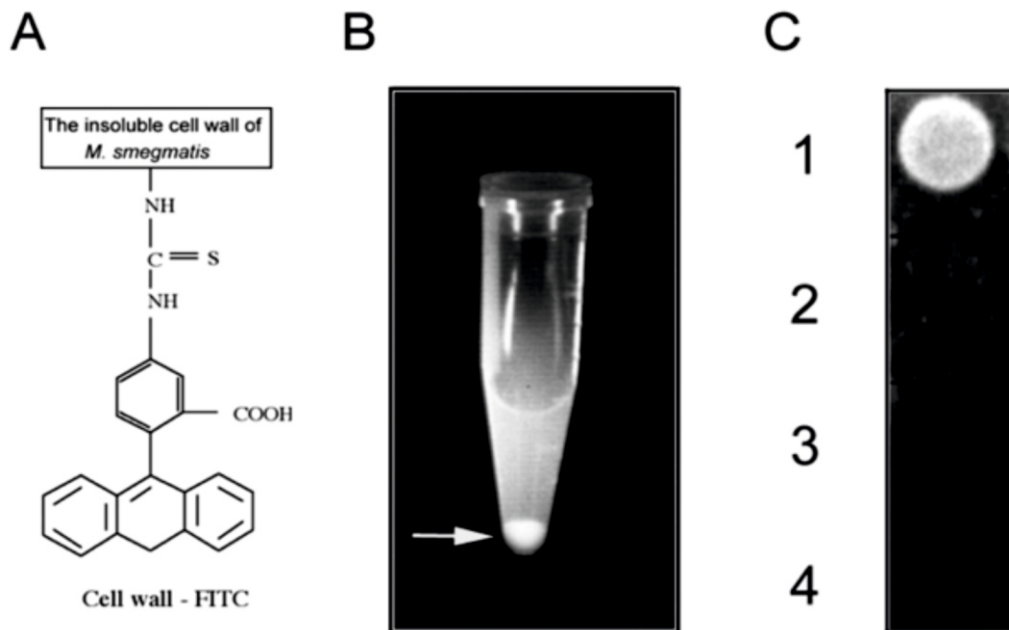 A
B
C
The insoluble cell wall of
M. smegmatis
NH
C
S
NH
COOH
Cell wall - FITC
1
2
3
4